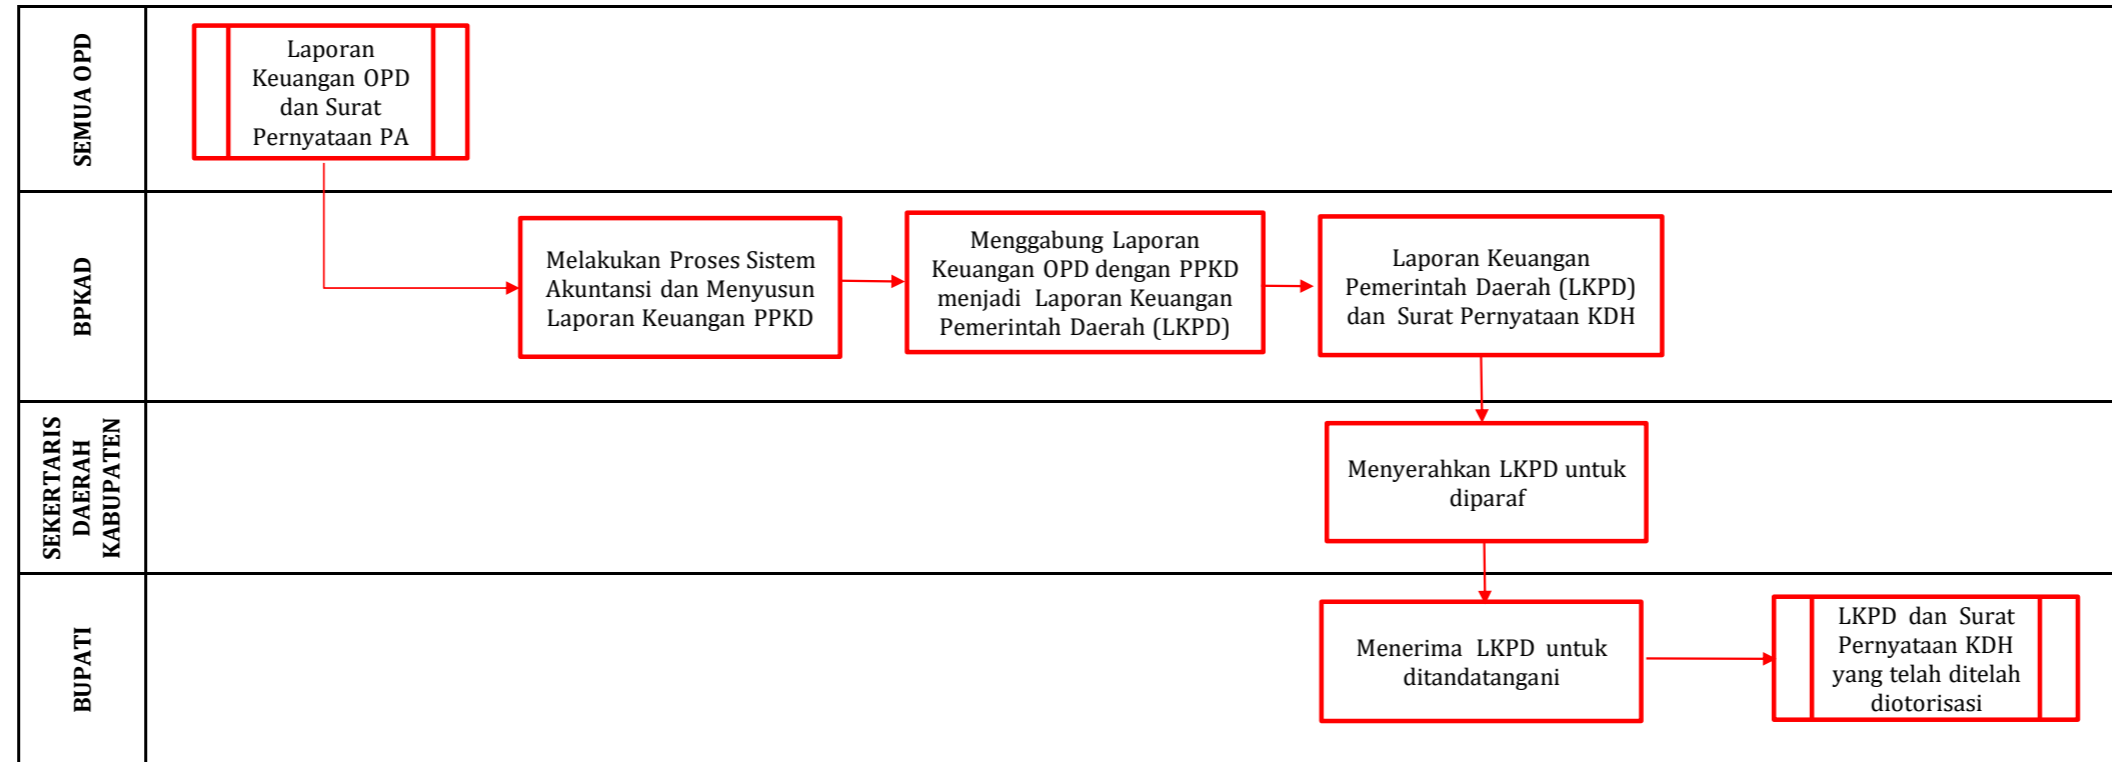 SEMUA OPD
Laporan
Keuangan OPD
dan Surat
Pernyataan PA
BPKAD
Melakukan Proses Sistem
Akuntansi dan Menyusun
Laporan Keuangan PPKD
Menggabung Laporan
Keuangan OPD dengan PPKD
menjadi Laporan Keuangan
Pemerintah Daerah (LKPD)
Laporan Keuangan
Pemerintah Daerah (LKPD)
dan Surat Pernyataan KDH
SEKERTARIS
DAERAH
KABUPATEN
Menyerahkan LKPD untuk
diparaf
BUPATI
Menerima LKPD untuk
ditandatangani
LKPD dan Surat
Pernyataan KDH
yang telah ditelah
diotorisasi